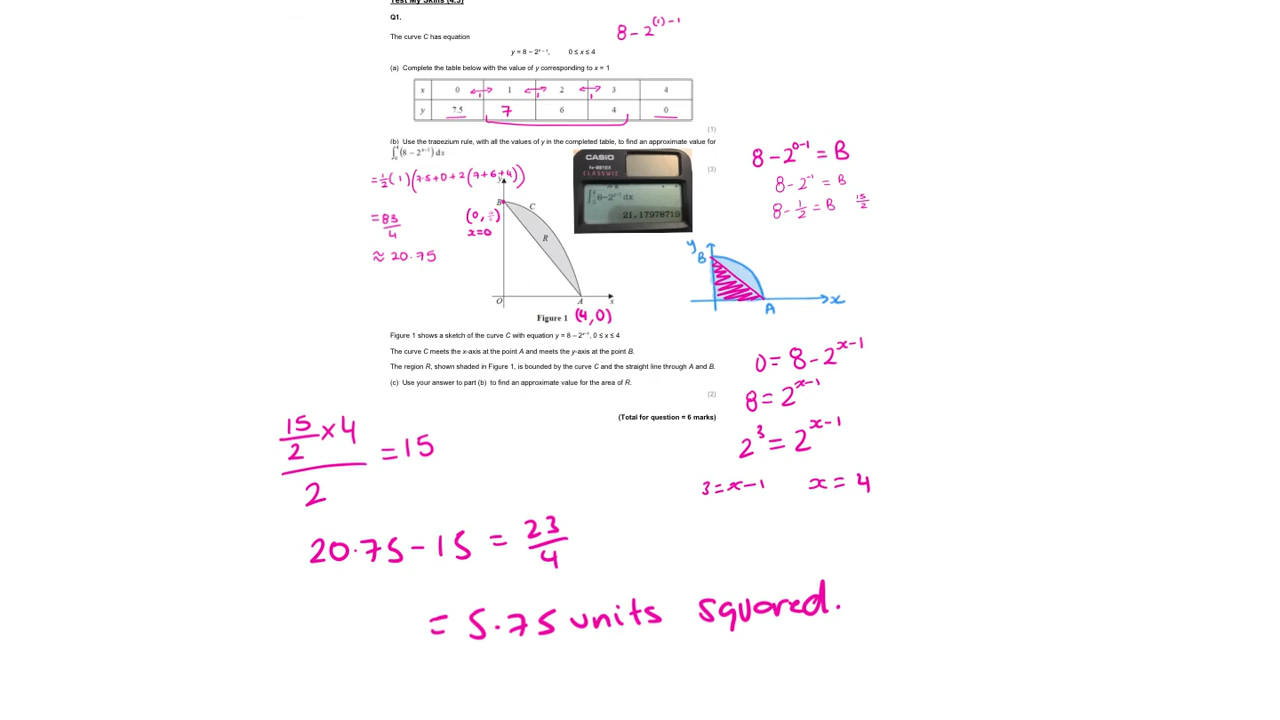 Test My Skills (4.3)
Q1.
8 - 2^(1)-1
The curve C has equation
y = 8 – 2^x – 1, 0 ≤ x ≤ 4
(a) Complete the table below with the value of y corresponding to x = 1
x 0 1 2 3 4
1 1 1
y 7.5 7 6 4 0
(1)
(b) Use the trapezium rule, with all the values of y in the completed table, to find an approximate value for
∫₀⁴ (8 – 2^x–1) dx
(3)
= 1/2 (1)(7.5+0+2(7+6+4))
= 83/4
≈ 20.75
CASIO
CLASSWIZ
∫₀⁴ 8-2^x-1 dx
21.17978719
8 - 2^0-1 = B
8 - 2^-1 = B
8 - 1/2 = B 15/2
y
B
C
(0, 15/2)
x=0
R
O
A
x
Figure 1 (4,0)
y
B
A
x
Figure 1 shows a sketch of the curve C with equation y = 8 – 2^x–1, 0 ≤ x ≤ 4
The curve C meets the x-axis at the point A and meets the y-axis at the point B.
The region R, shown shaded in Figure 1, is bounded by the curve C and the straight line through A and B.
(c) Use your answer to part (b) to find an approximate value for the area of R.
(2)
(Total for question = 6 marks)
0 = 8 - 2^x-1
8 = 2^x-1
2^3 = 2^x-1
3 = x-1 x = 4
15/2 × 4
/2 = 15
20.75 - 15 = 23/4
= 5.75 units squared.